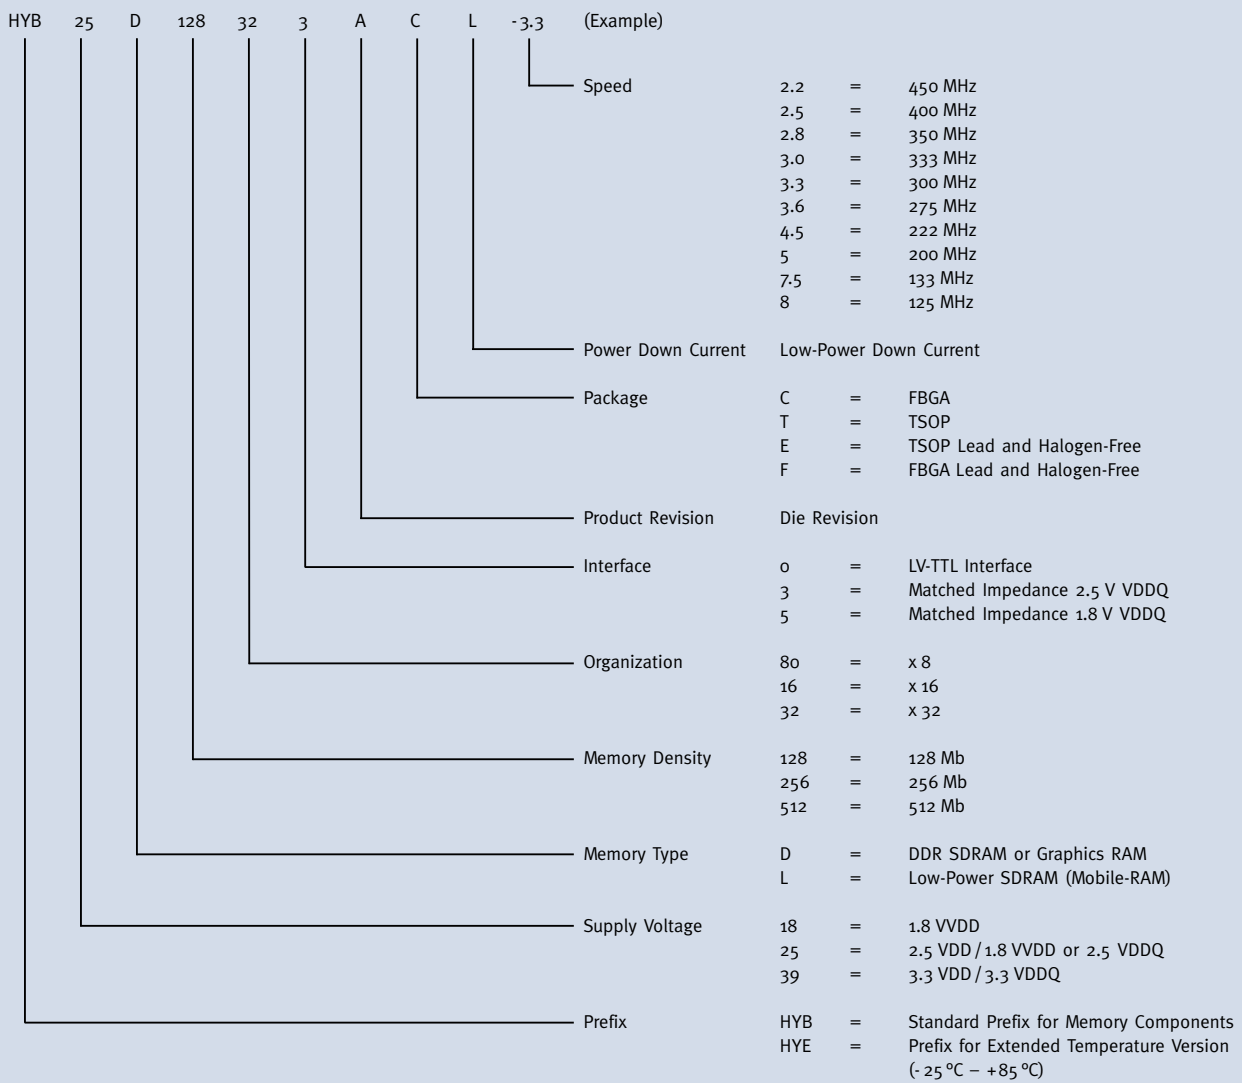 HYB 25 D 128 32 3 A C L -3.3 (Example)
Speed 2.2 = 450 MHz
2.5 = 400 MHz
2.8 = 350 MHz
3.0 = 333 MHz
3.3 = 300 MHz
3.6 = 275 MHz
4.5 = 222 MHz
5 = 200 MHz
7.5 = 133 MHz
8 = 125 MHz
Power Down Current Low-Power Down Current
Package C = FBGA
T = TSOP
E = TSOP Lead and Halogen-Free
F = FBGA Lead and Halogen-Free
Product Revision Die Revision
Interface 0 = LV-TTL Interface
3 = Matched Impedance 2.5 V VDDQ
5 = Matched Impedance 1.8 V VDDQ
Organization 80 = x 8
16 = x 16
32 = x 32
Memory Density 128 = 128 Mb
256 = 256 Mb
512 = 512 Mb
Memory Type D = DDR SDRAM or Graphics RAM
L = Low-Power SDRAM (Mobile-RAM)
Supply Voltage 18 = 1.8 VVDD
25 = 2.5 VDD / 1.8 VVDD or 2.5 VDDQ
39 = 3.3 VDD / 3.3 VDDQ
Prefix HYB = Standard Prefix for Memory Components
HYE = Prefix for Extended Temperature Version
(- 25 °C – +85 °C)